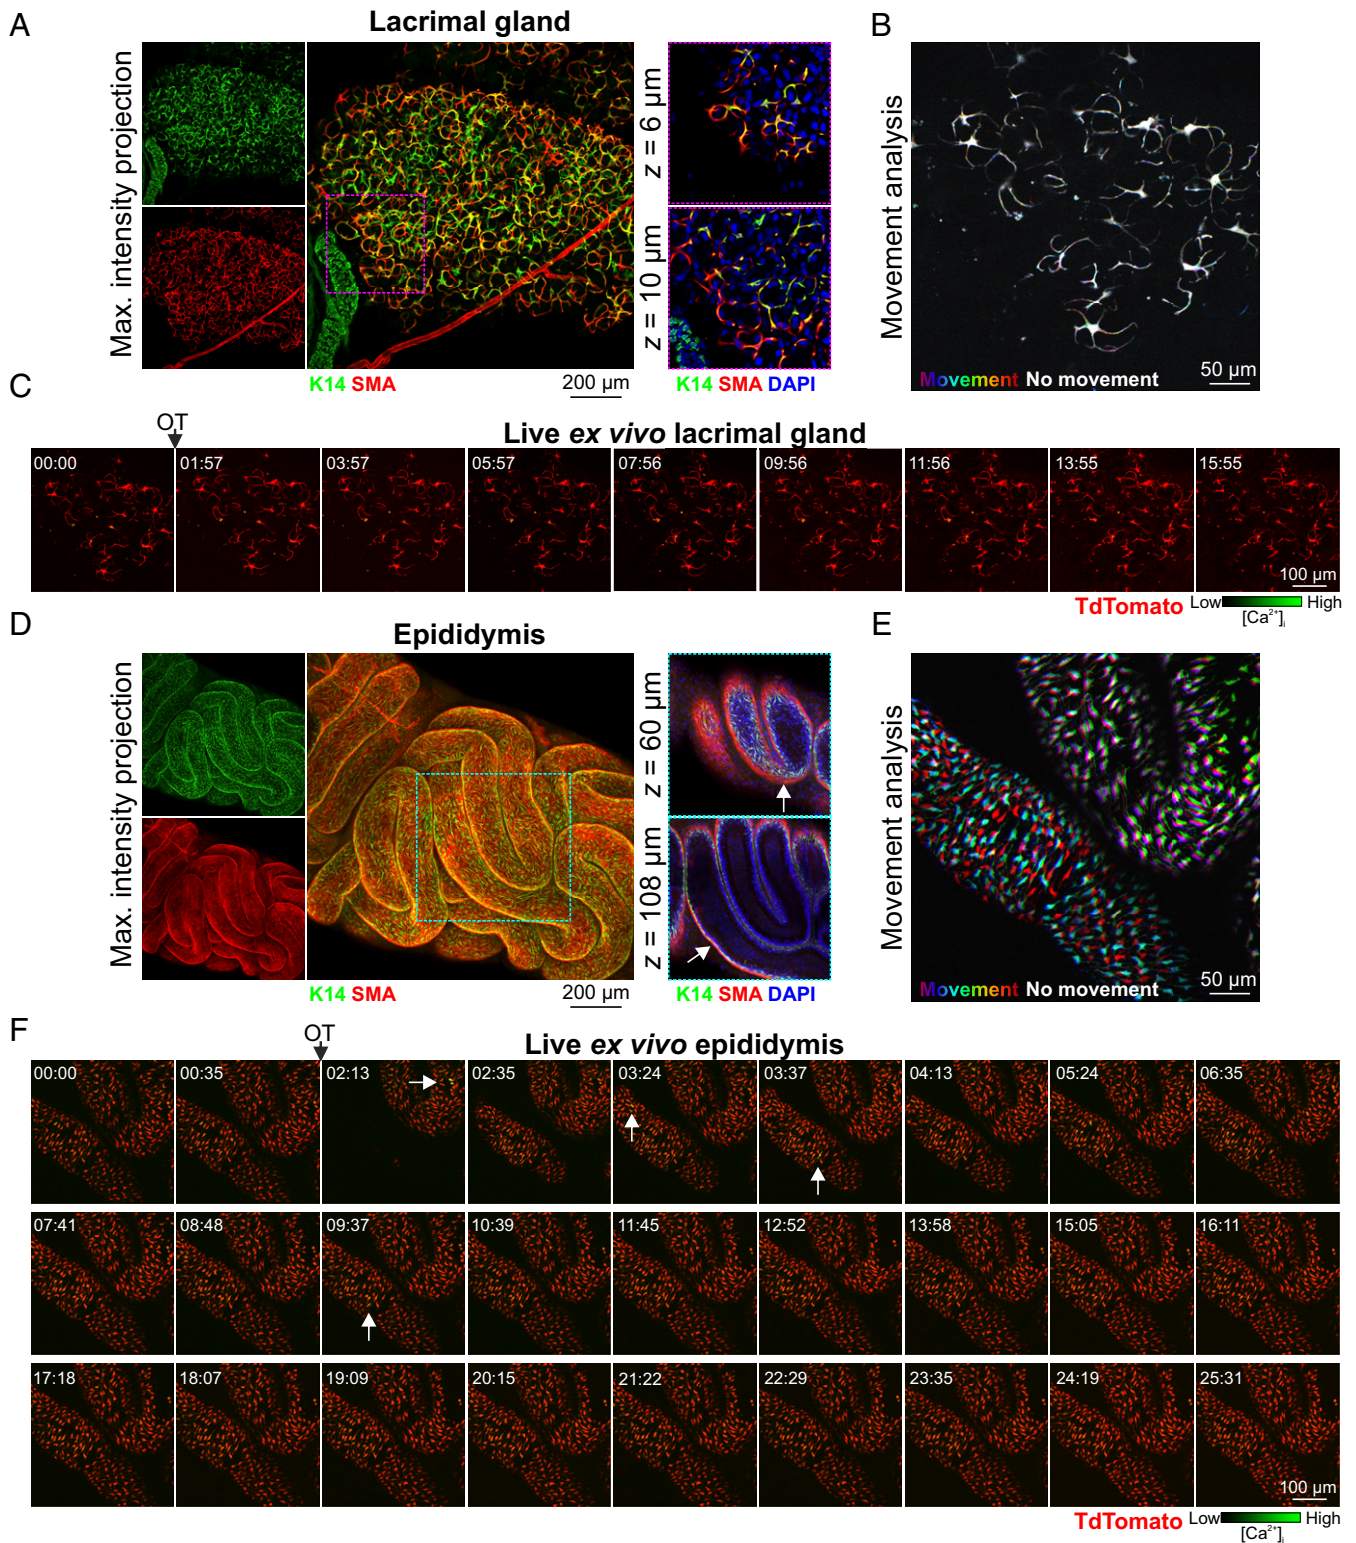 A
Lacrimal gland
Max. intensity projection
K14 SMA
200 µm
z = 6 µm
z = 10 µm
K14 SMA DAPI
B
Movement analysis
Movement No movement
50 µm
C
OT
Live ex vivo lacrimal gland
00:00 01:57 03:57 05:57 07:56 09:56 11:56 13:55 15:55
100 µm
TdTomato Low High
[Ca²⁺]i
D
Epididymis
Max. intensity projection
K14 SMA
200 µm
z = 60 µm
z = 108 µm
K14 SMA DAPI
E
Movement analysis
Movement No movement
50 µm
F
OT
Live ex vivo epididymis
00:00 00:35 02:13 02:35 03:24 03:37 04:13 05:24 06:35
07:41 08:48 09:37 10:39 11:45 12:52 13:58 15:05 16:11
17:18 18:07 19:09 20:15 21:22 22:29 23:35 24:19 25:31
100 µm
TdTomato Low High
[Ca²⁺]i